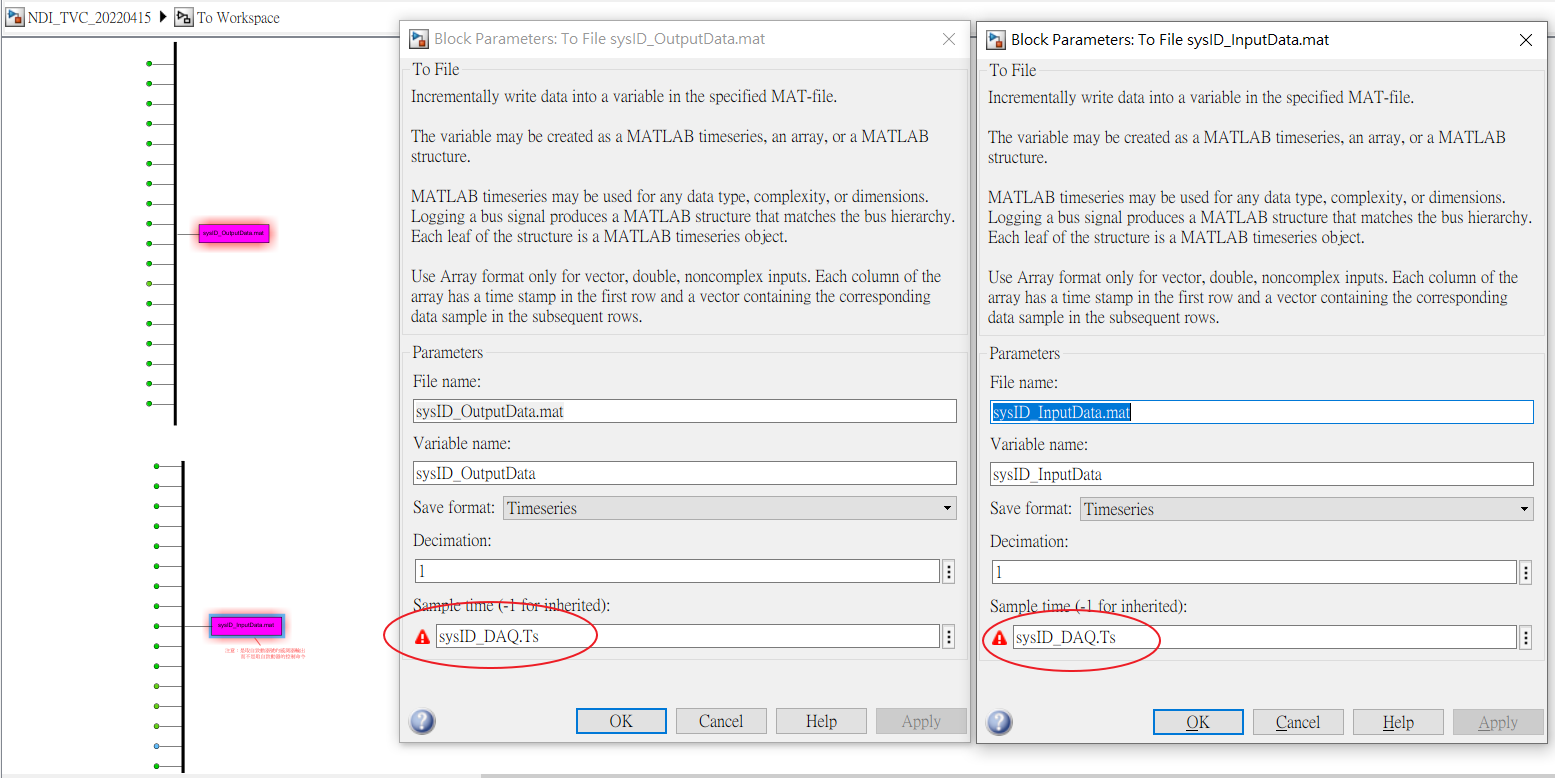 NDI_TVC_20220415 To Workspace
sysID_OutputData.mat
sysID_InputData.mat
Block Parameters: To File sysID_OutputData.mat
To File
Incrementally write data into a variable in the specified MAT-file.
The variable may be created as a MATLAB timeseries, an array, or a MATLAB
structure.
MATLAB timeseries may be used for any data type, complexity, or dimensions.
Logging a bus signal produces a MATLAB structure that matches the bus hierarchy.
Each leaf of the structure is a MATLAB timeseries object.
Use Array format only for vector, double, noncomplex inputs. Each column of the
array has a time stamp in the first row and a vector containing the corresponding
data sample in the subsequent rows.
Parameters
File name:
sysID_OutputData.mat
Variable name:
sysID_OutputData
Save format: Timeseries
Decimation:
1
Sample time (-1 for inherited):
sysID_DAQ.Ts
OK Cancel Help Apply
Block Parameters: To File sysID_InputData.mat
To File
Incrementally write data into a variable in the specified MAT-file.
The variable may be created as a MATLAB timeseries, an array, or a MATLAB
structure.
MATLAB timeseries may be used for any data type, complexity, or dimensions.
Logging a bus signal produces a MATLAB structure that matches the bus hierarchy.
Each leaf of the structure is a MATLAB timeseries object.
Use Array format only for vector, double, noncomplex inputs. Each column of the
array has a time stamp in the first row and a vector containing the corresponding
data sample in the subsequent rows.
Parameters
File name:
sysID_InputData.mat
Variable name:
sysID_InputData
Save format: Timeseries
Decimation:
1
Sample time (-1 for inherited):
sysID_DAQ.Ts
OK Cancel Help Apply